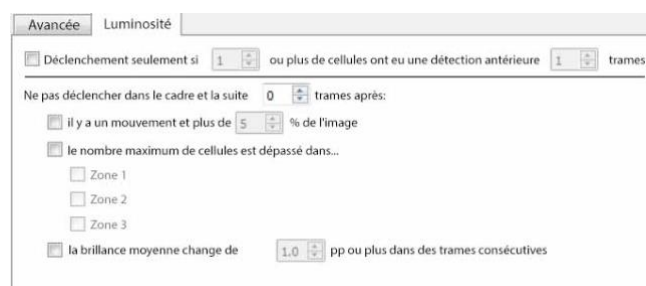 Avancée Luminosité
Déclenchement seulement si 1 ou plus de cellules ont eu une détection antérieure 1 trames
Ne pas déclencher dans le cadre et la suite 0 trames après:
il y a un mouvement et plus de 5 % de l'image
le nombre maximum de cellules est dépassé dans...
Zone 1
Zone 2
Zone 3
la brillance moyenne change de 1.0 pp ou plus dans des trames consécutives